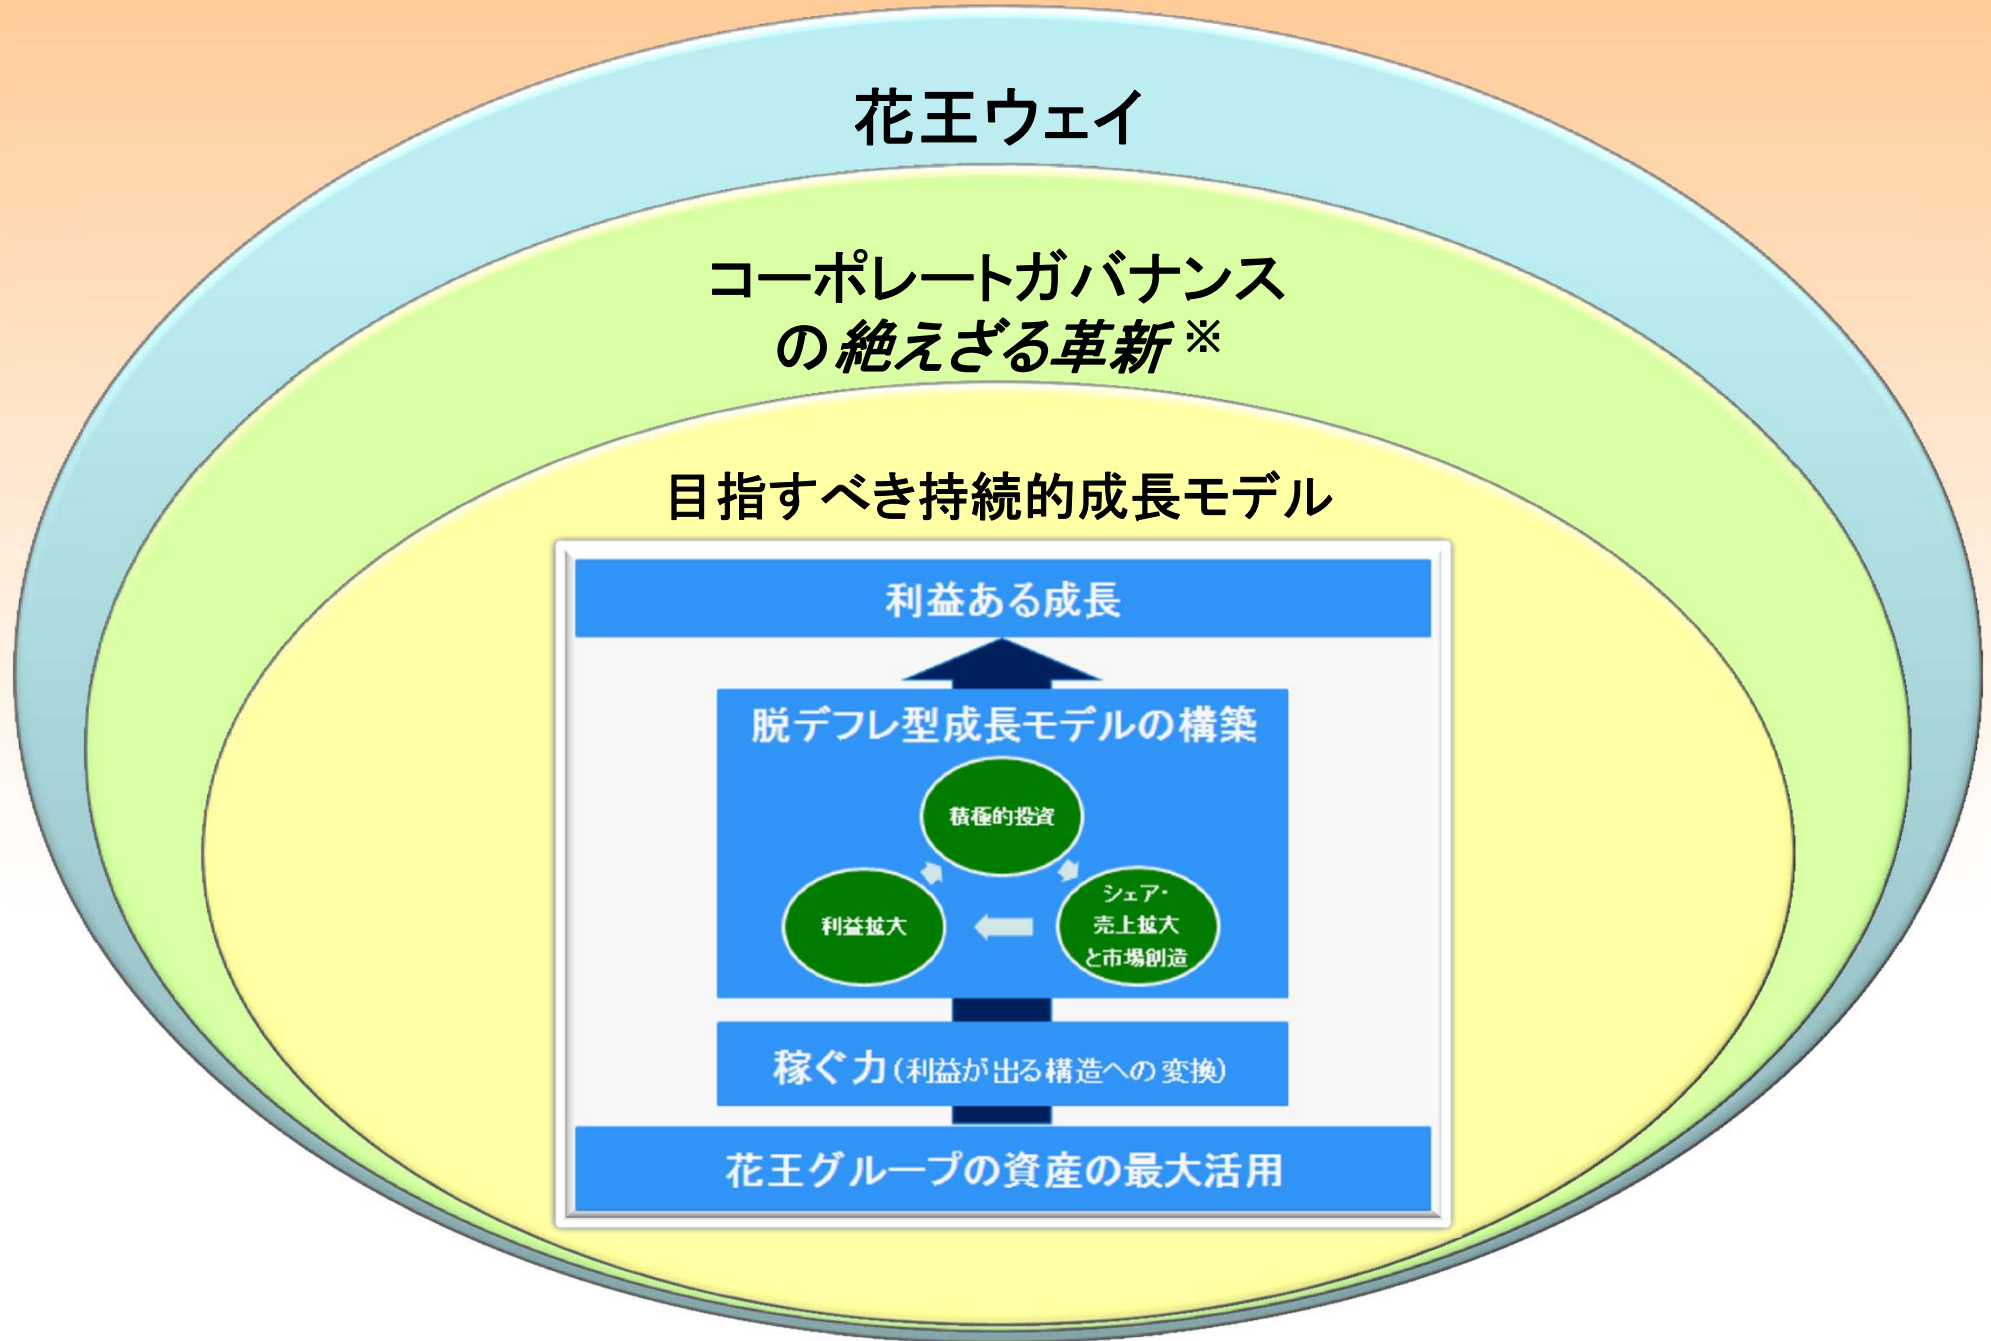 花王ウェイ
コーポレートガバナンス
の絶えざる革新※
目指すべき持続的成長モデル
利益ある成長
脱デフレ型成長モデルの構築
積極的投資
シェア・
売上拡大
と市場創造
利益拡大
稼ぐ力(利益が出る構造への変換)
花王グループの資産の最大活用